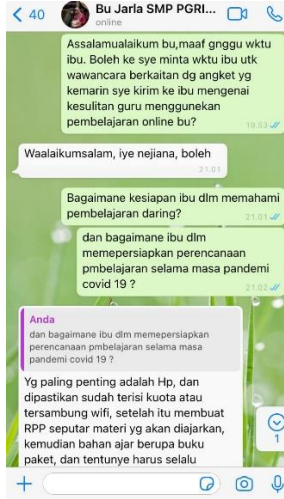 40
Bu Jarla SMP PGRI...
online
Assalamualaikum bu,maaf gnggu wktu
ibu. Boleh ke sye minta wktu ibu utk
wawancara berkaitan dg angket yg
kemarin sye kirim ke ibu mengenai
kesulitan guru menggunekan
pembelajaran online bu?
19.53
Waalaikumsalam, iye nejiana, boleh
21.01
Bagaimane kesiapan ibu dlm memahami
pembelajaran daring?
21.01
dan bagaimane ibu dlm
memepersiapkan perencanaan
pmbelajaran selama masa pandemi
covid 19 ?
21.02
Anda
dan bagaimane ibu dlm memepersiapkan
perencanaan pmbelajaran selama masa
pandemi covid 19 ?
Yg paling penting adalah Hp, dan
dipastikan sudah terisi kuota atau
tersambung wifi, setelah itu membuat
RPP seputar materi yg akan diajarkan,
kemudian bahan ajar berupa buku
paket, dan tentunye harus selalu
1